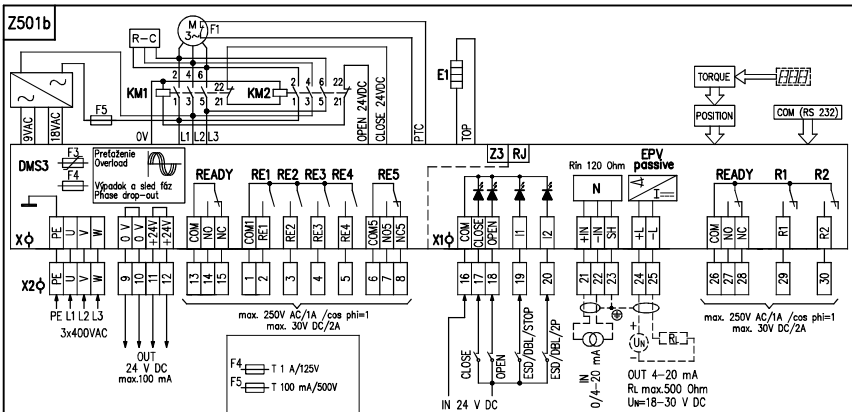 Z501b
R-C
M
3~
F1
2 4 6
KM1
1 3 5
22
21
KM2
2 4 6
1 3 5
22
21
F5
9VAC
18VAC
0V
L1 L2 L3
OPEN 24VDC
CLOSE 24VDC
PTC
E1
TOP
TORQUE
POSITION
COM (RS 232)
DMS3
F3
F4
Preťaženie
Overload
Výpadok a sled fáz
Phase drop-out
READY
RE1 RE2 RE3 RE4
RE5
Z3 RJ
Rin 120 Ohm
N
EPV
passive
I
READY
R1
R2
X
PE U V W
0 V
0 V
+24V
+24V
COM NO NC
COM1 RE1 RE2 RE3 RE4
COM5 NO5 NC5
X1
COM CLOSE OPEN I1 I2
+IN -IN SH
+L -L
COM NO NC R1 R2
X2
PE U V W
9 10 11 12
13 14 15
1 2 3 4 5 6 7 8
16 17 18 19 20
21 22 23
24 25
26 27 28 29 30
PE L1 L2 L3
3x400VAC
OUT
24 V DC
max.100 mA
max. 250V AC/1A /cos phi=1
max. 30V DC/2A
F4
T 1 A/125V
F5
T 100 mA/500V
CLOSE
OPEN
ESD/DBL/STOP
ESD/DBL/2P
IN 24 V DC
IN
0/4-20 mA
+
UN
-
RL
OUT 4-20 mA
RL max.500 Ohm
UN=18-30 V DC
max. 250V AC/1A /cos phi=1
max. 30V DC/2A